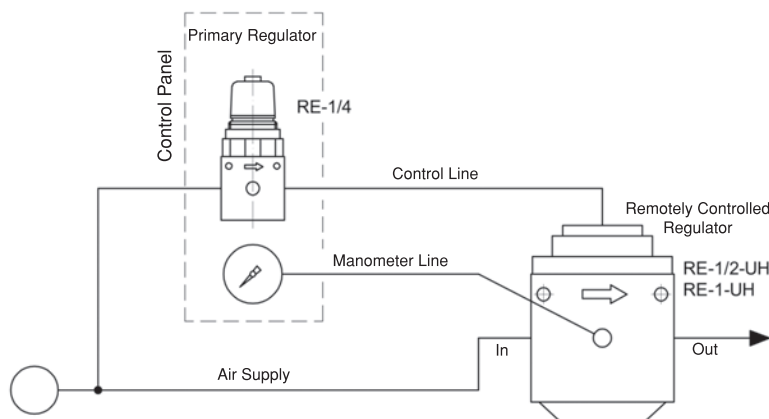 Primary Regulator
Control Panel
RE-1/4
Control Line
Remotely Controlled
Regulator
Manometer Line
RE-1/2-UH
RE-1-UH
In
Out
Air Supply